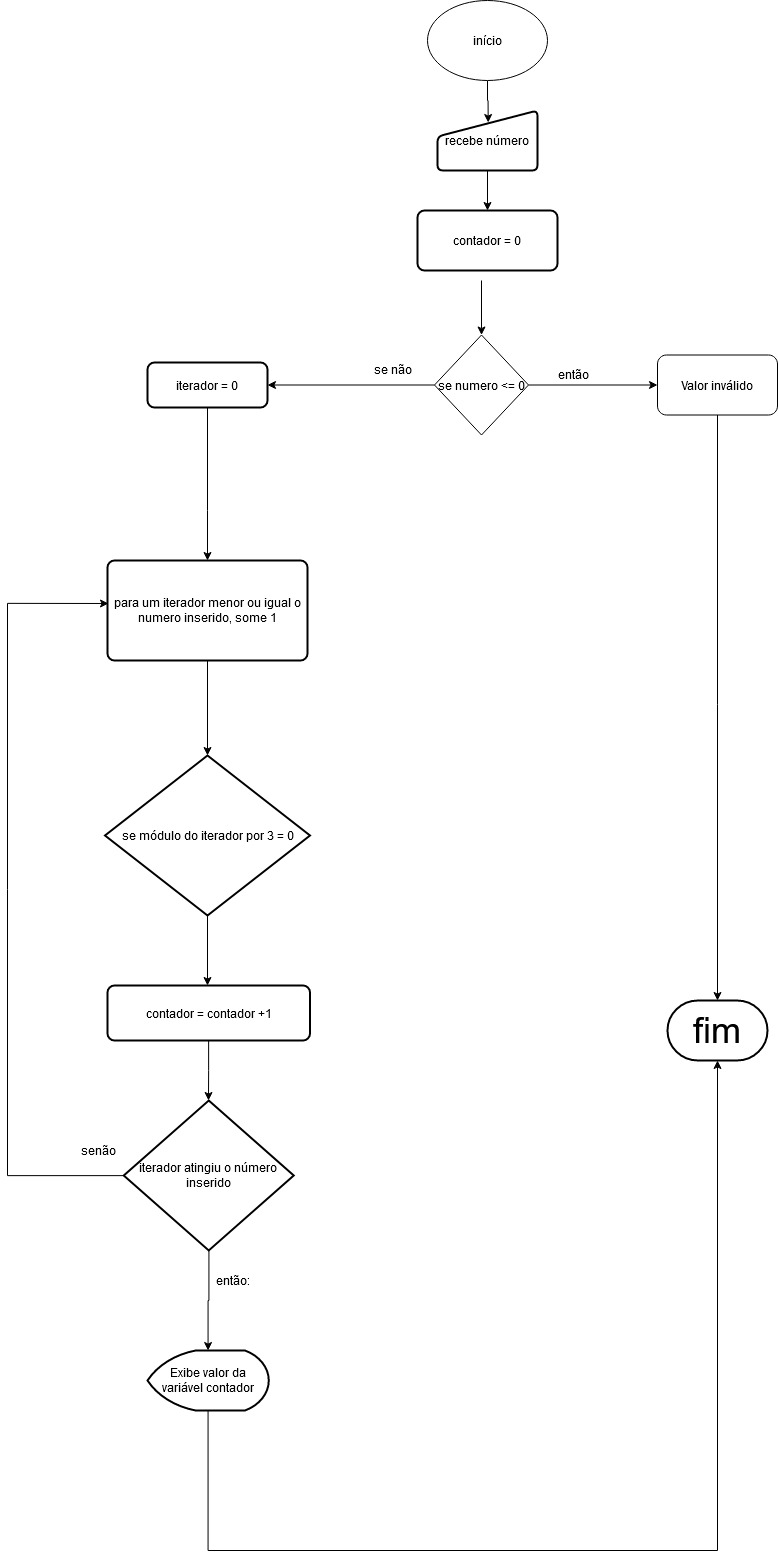 início
recebe número
contador = 0
se não
se numero <= 0
então
iterador = 0
Valor inválido
para um iterador menor ou igual o
numero inserido, some 1
se módulo do iterador por 3 = 0
contador = contador +1
fim
senão
iterador atingiu o número
inserido
então:
Exibe valor da
variável contador